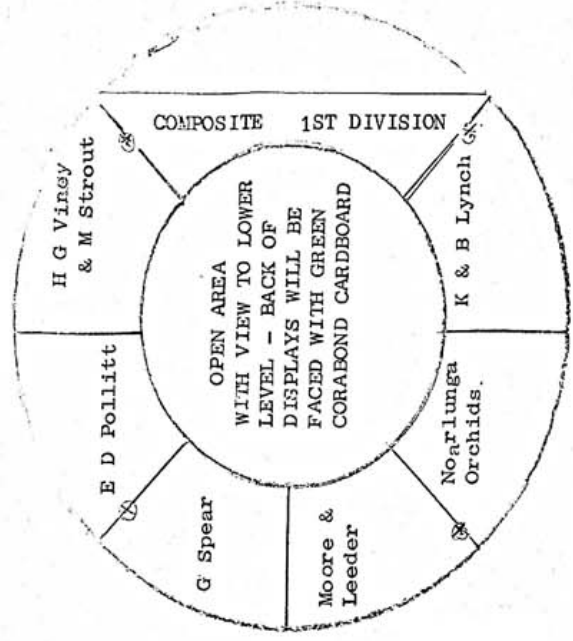 COMPOSITE 1ST DIVISION
H G Viney
& M Strout
E D Pollitt
G Spear
Moore &
Leeder
Noarlunga
Orchids.
K & B Lynch
OPEN AREA
WITH VIEW TO LOWER
LEVEL - BACK OF
DISPLAYS WILL BE
FACED WITH GREEN
CORABOND CARDBOARD